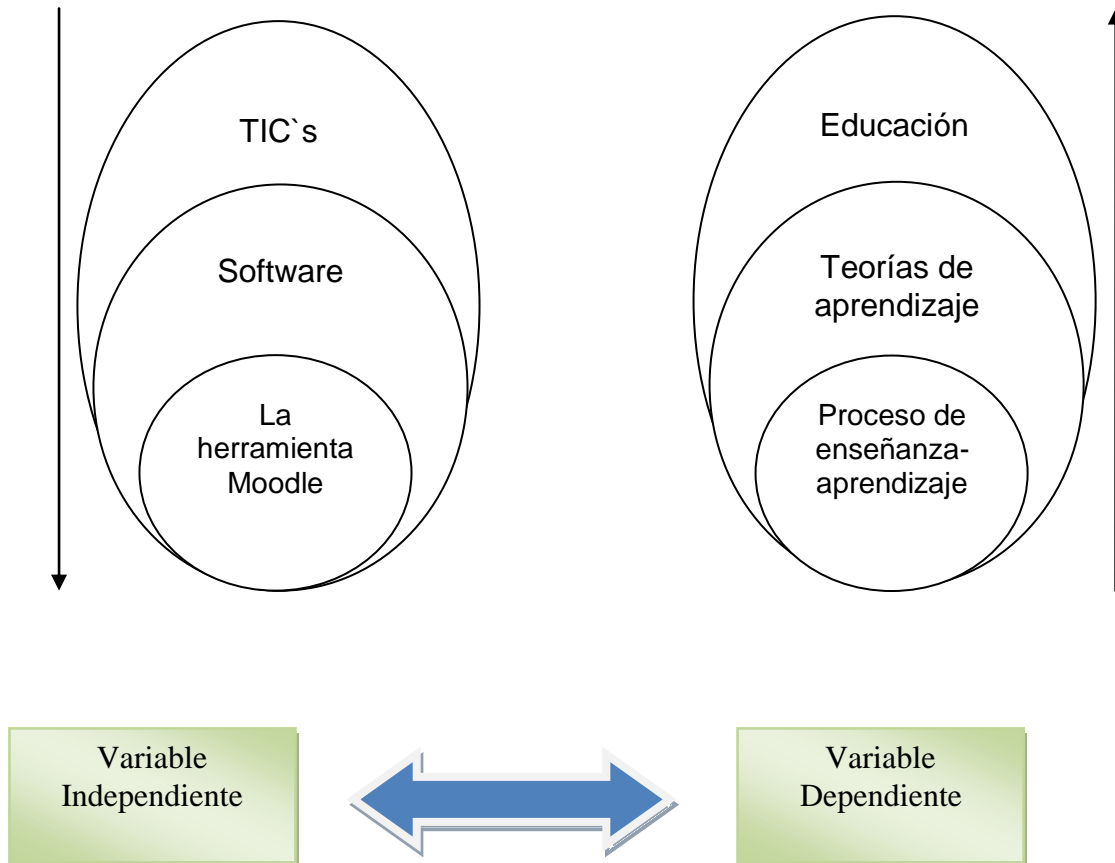 TIC`s
Software
La
herramienta
Moodle
Educación
Teorías de
aprendizaje
Proceso de
enseñanza-
aprendizaje
Variable
Independiente
Variable
Dependiente